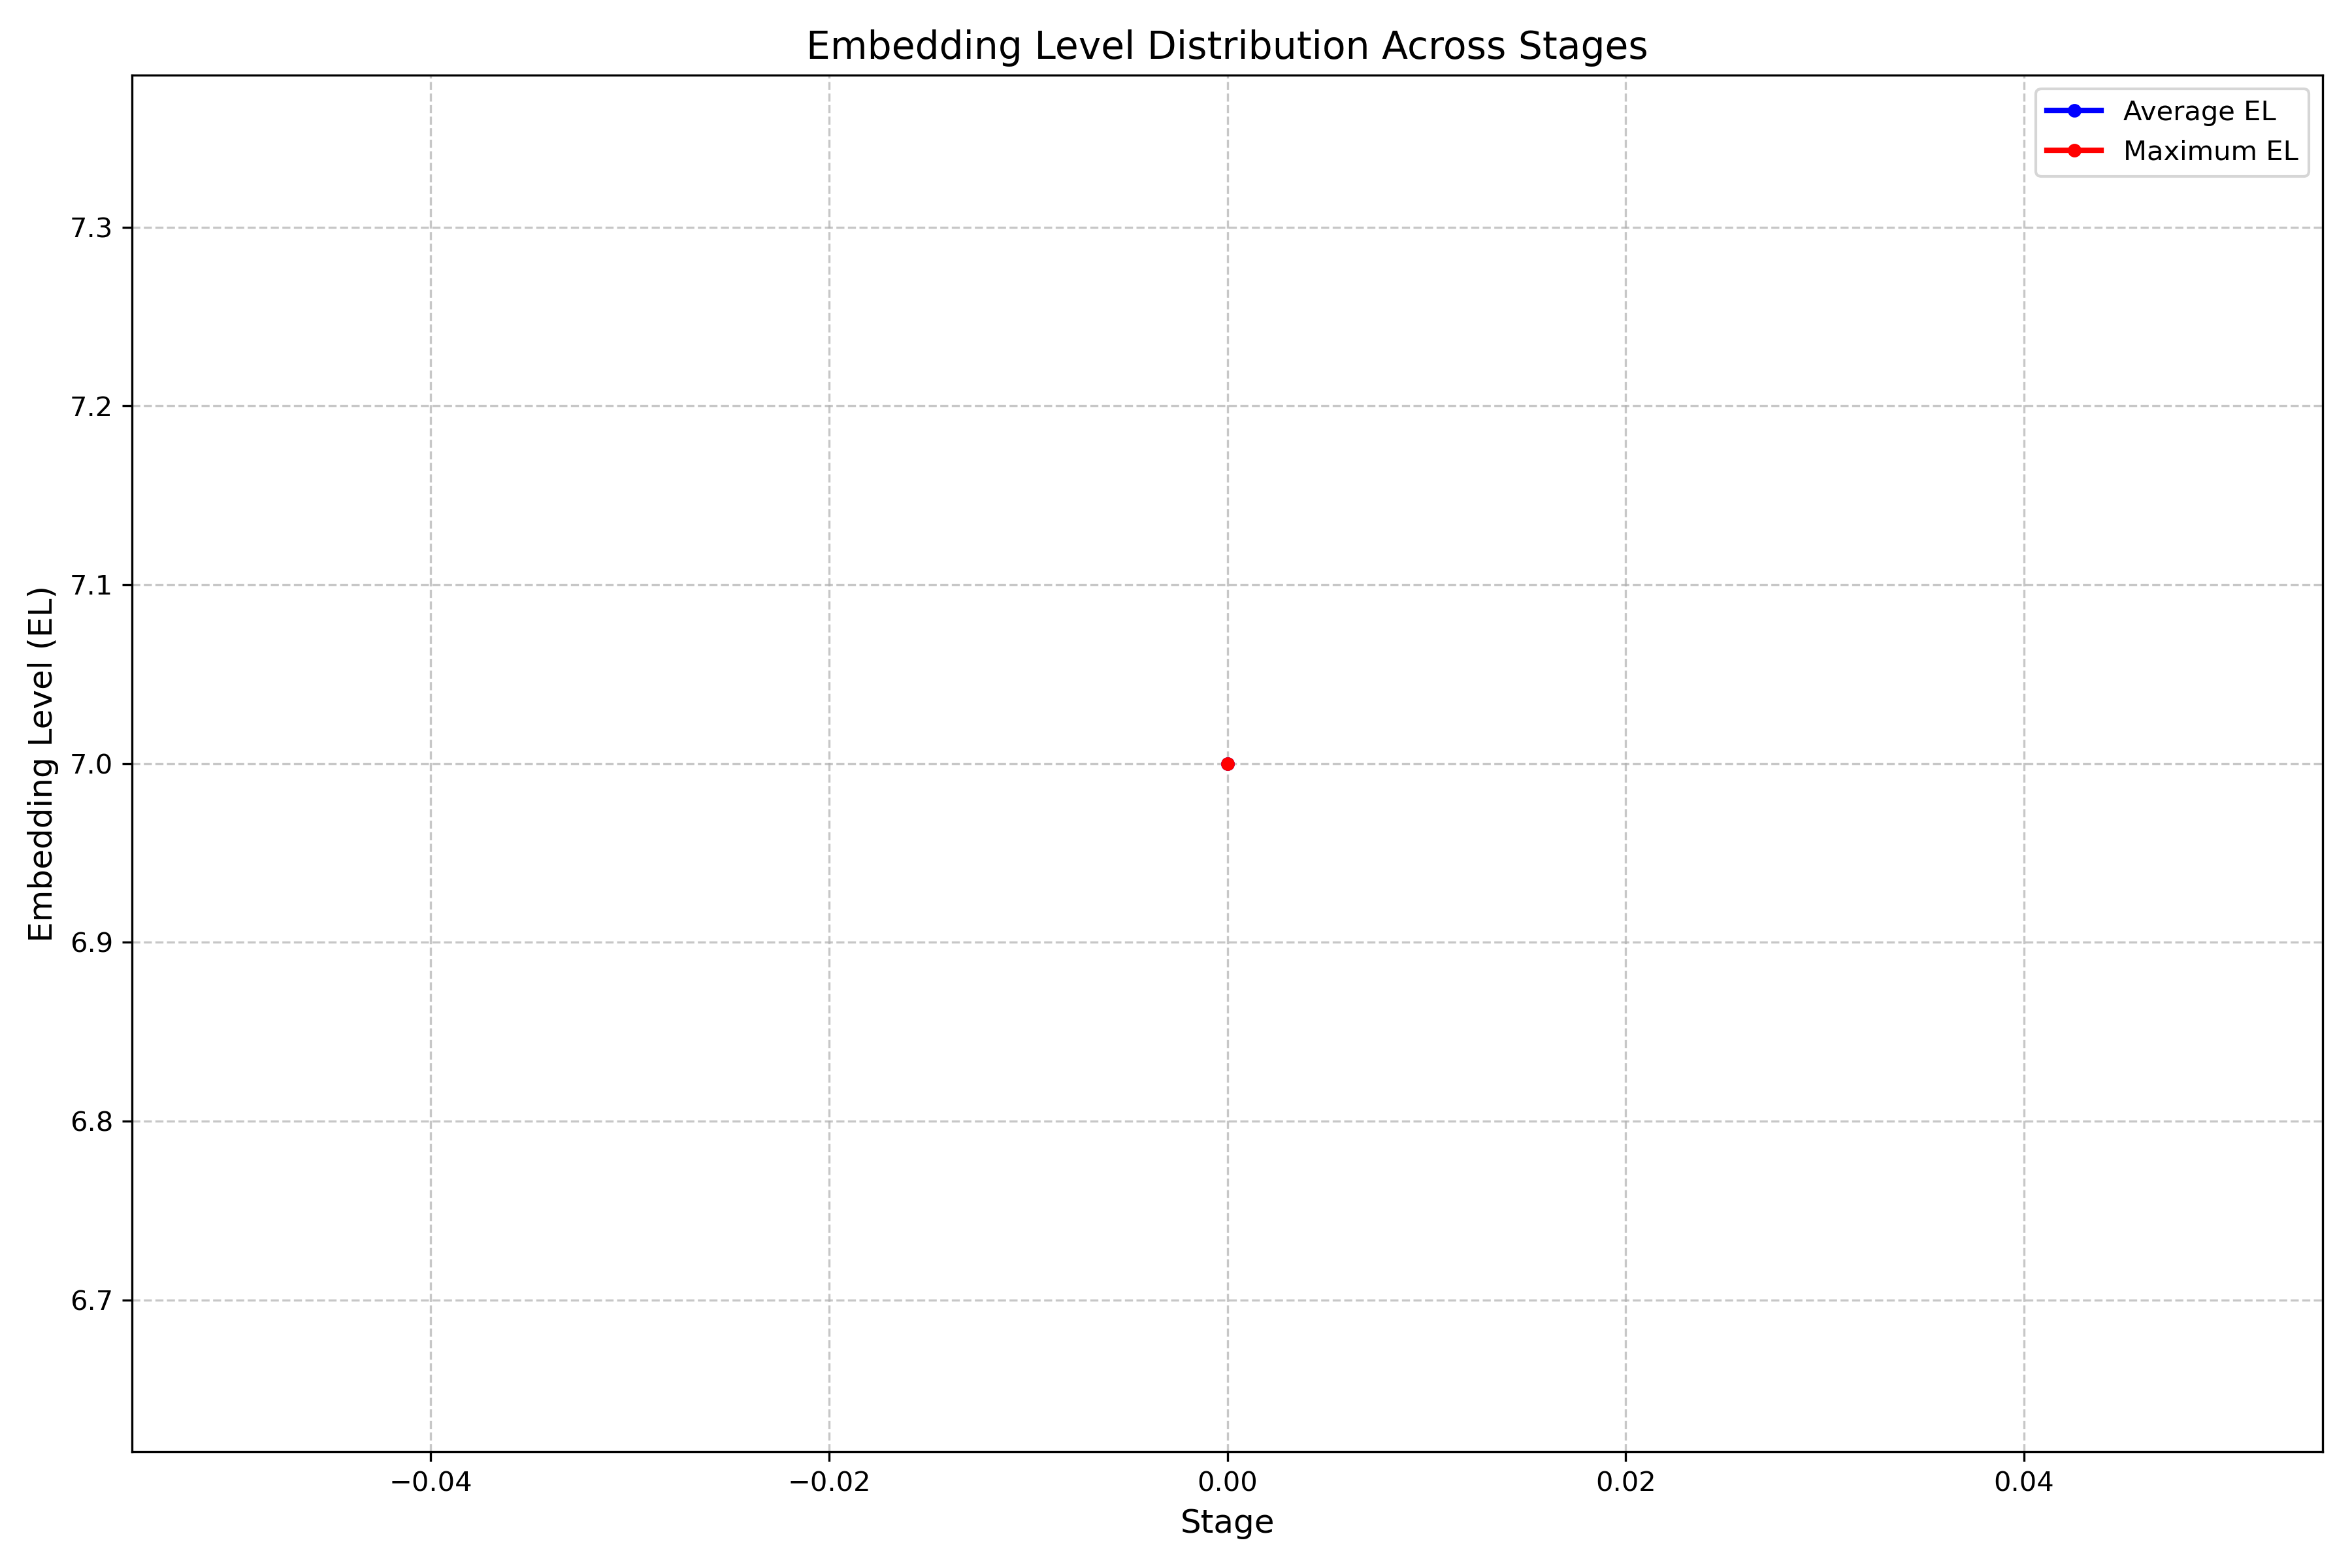 Embedding Level Distribution Across Stages
Average EL
Maximum EL
Embedding Level (EL)
7.3
7.2
7.1
7.0
6.9
6.8
6.7
−0.04
−0.02
0.00
0.02
0.04
Stage